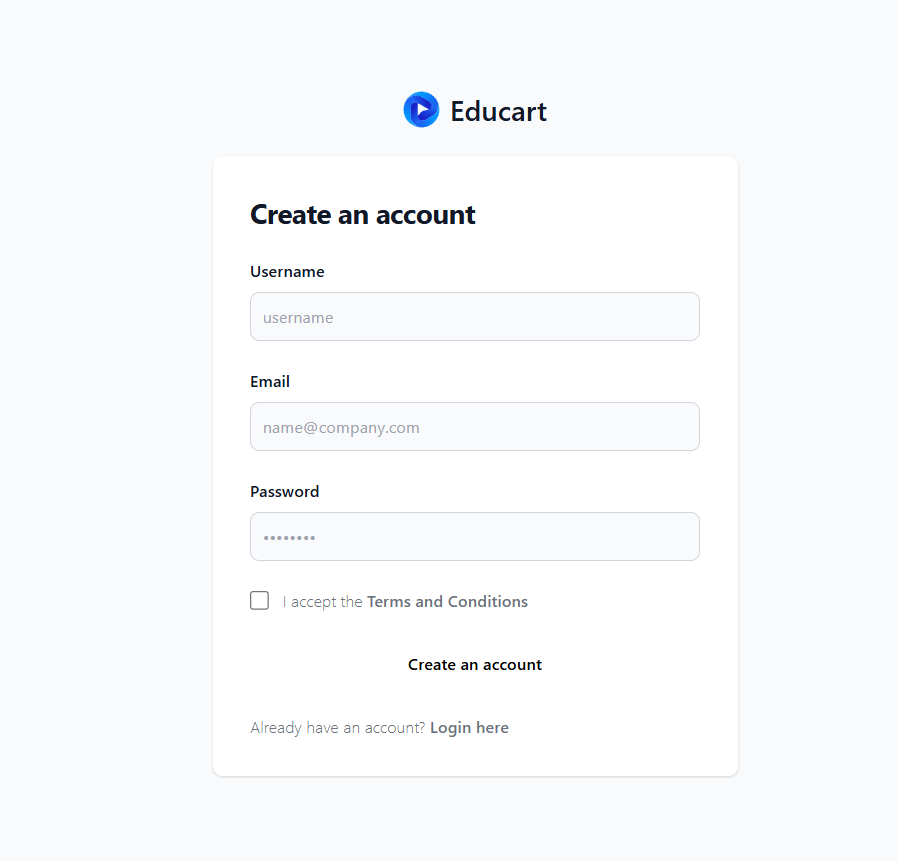 Educart
Create an account
Username
username
Email
name@company.com
Password
••••••••
I accept the Terms and Conditions
Create an account
Already have an account? Login here